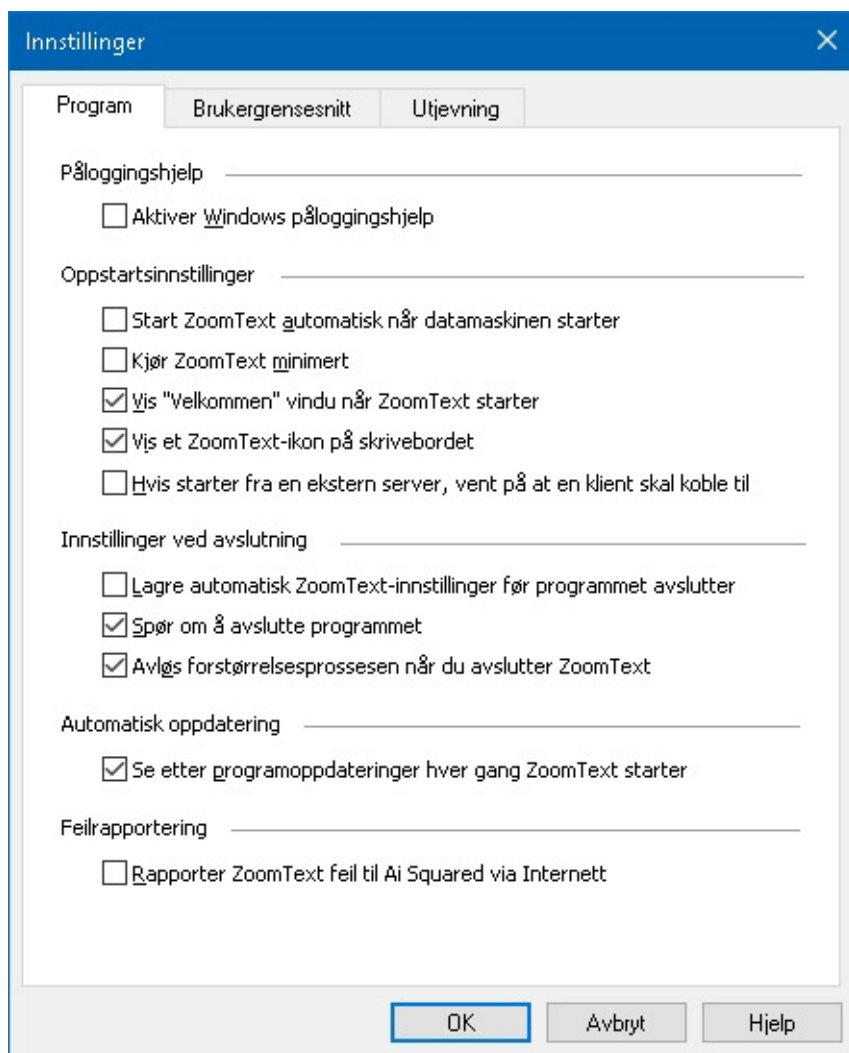 Innstillinger
Program Brukergrensesnitt Utjevning
Påloggingshjelp
Aktiver Windows påloggingshjelp
Oppstartsinnstillinger
Start ZoomText automatisk når datamaskinen starter
Kjør ZoomText minimert
Vis "Velkommen" vindu når ZoomText starter
Vis et ZoomText-ikon på skrivebordet
Hvis starter fra en ekstern server, vent på at en klient skal koble til
Innstillinger ved avslutning
Lagre automatisk ZoomText-innstillinger før programmet avslutter
Spør om å avslutte programmet
Avløs forstørrelsesprossesen når du avslutter ZoomText
Automatisk oppdatering
Se etter programoppdateringer hver gang ZoomText starter
Feilrapportering
Rapporter ZoomText feil til Ai Squared via Internett
OK Avbryt Hjelp